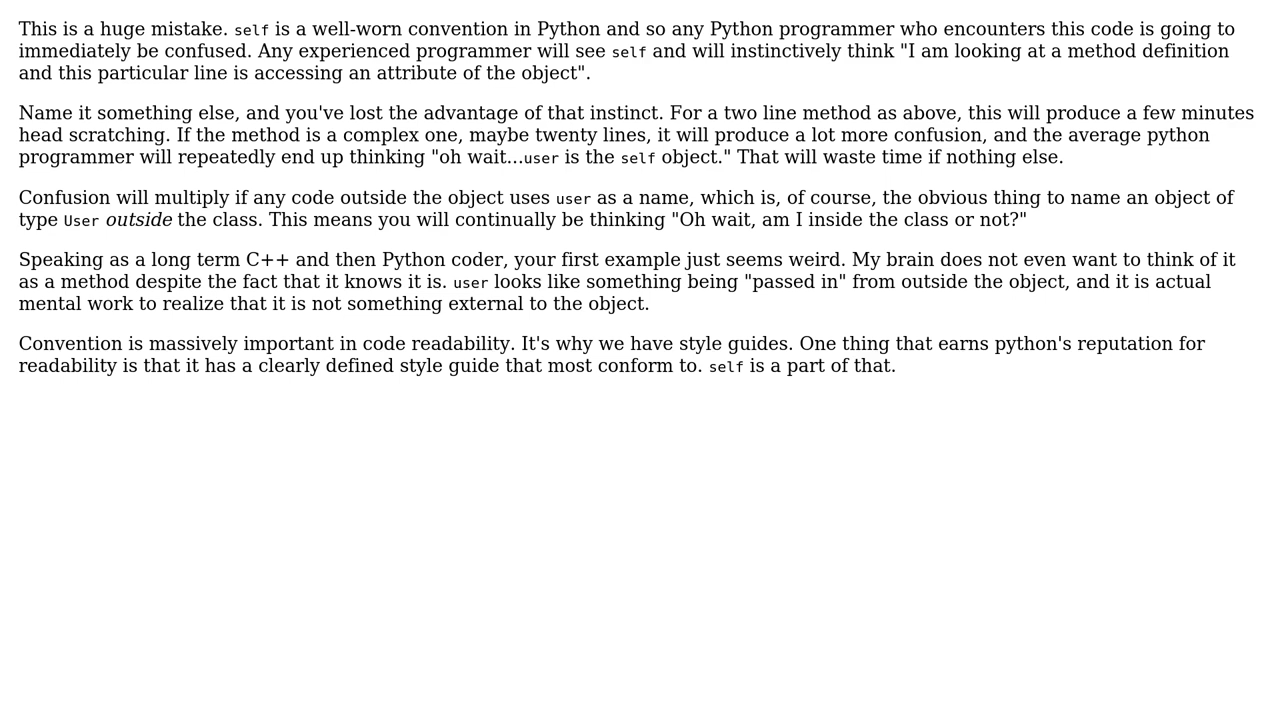 This is a huge mistake. self is a well-worn convention in Python and so any Python programmer who encounters this code is going to
immediately be confused. Any experienced programmer will see self and will instinctively think "I am looking at a method definition
and this particular line is accessing an attribute of the object".
Name it something else, and you've lost the advantage of that instinct. For a two line method as above, this will produce a few minutes
head scratching. If the method is a complex one, maybe twenty lines, it will produce a lot more confusion, and the average python
programmer will repeatedly end up thinking "oh wait...user is the self object." That will waste time if nothing else.
Confusion will multiply if any code outside the object uses user as a name, which is, of course, the obvious thing to name an object of
type User outside the class. This means you will continually be thinking "Oh wait, am I inside the class or not?"
Speaking as a long term C++ and then Python coder, your first example just seems weird. My brain does not even want to think of it
as a method despite the fact that it knows it is. user looks like something being "passed in" from outside the object, and it is actual
mental work to realize that it is not something external to the object.
Convention is massively important in code readability. It's why we have style guides. One thing that earns python's reputation for
readability is that it has a clearly defined style guide that most conform to. self is a part of that.